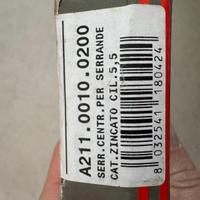 A211.0010.0200
SERR.CENTR.PER SERRANDE
CAT.ZINCATO CIL.5,5
8 032541 180424